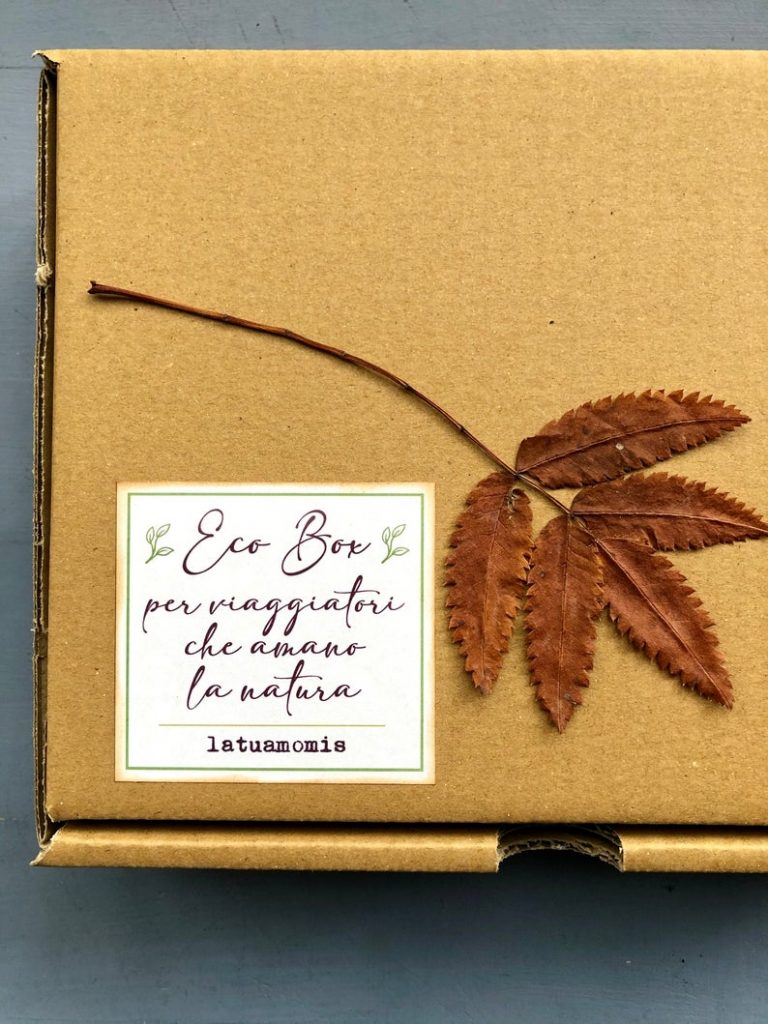 Eco Box
per viaggiatori
che amano
la natura
latuamomis